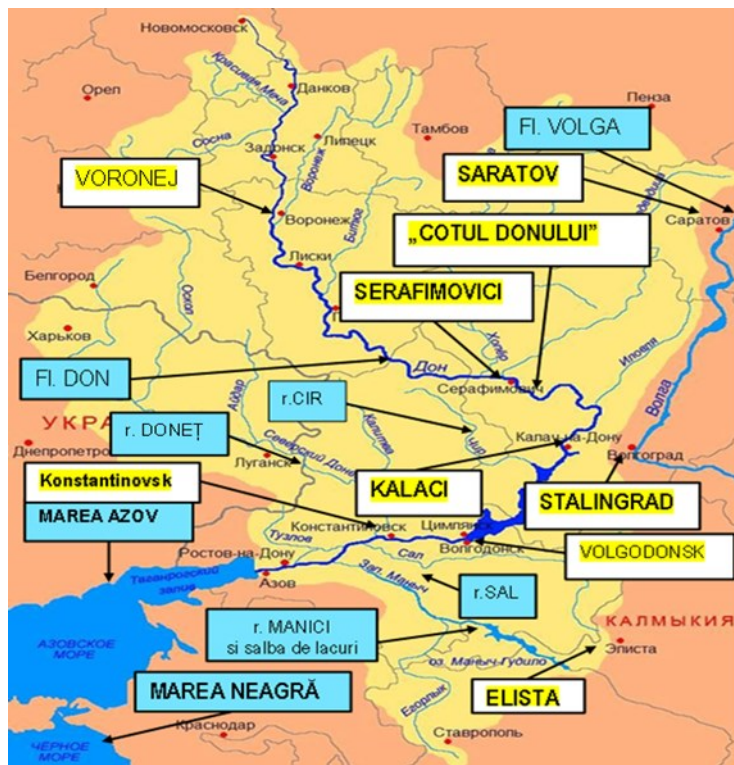 Новомосковск
Красивая Меча
Орел
Данков
Пенза
Fl. VOLGA
Тамбов
Липецк
Сосна
Задонск
Воронеж
VORONEJ
SARATOV
Саратов
Воронеж
Битюг
„COTUL DONULUI”
Лиски
Белгород
Оскол
SERAFIMOVICI
Харьков
Хопёр
Иловля
Fl. DON
Дон
Серафимович
Волга
Айдар
r.CIR
УКРА
r. DONEȚ
Калитва
Чир
Калач-на-Дону
Днепропетро
Северский Доне
Волгоград
Луганск
Konstantinovsk
KALACI
STALINGRAD
MAREA AZOV
Константиновск
Цимлянск
VOLGODONSK
Тузлов
Волгодонск
Ростов-на-Дону
Сал
Таганрогский
залив
Азов
Зап. Маныч
r.SAL
r. MANICI
si salba de lacuri
КАЛМЫКИЯ
АЗОВСКОЕ
МОРЕ
Элиста
оз. Маныч-Гудило
MAREA NEAGRĂ
ELISTA
Егорлык
Краснодар
Ставрополь
ЧЕРНОЕ
МОРЕ